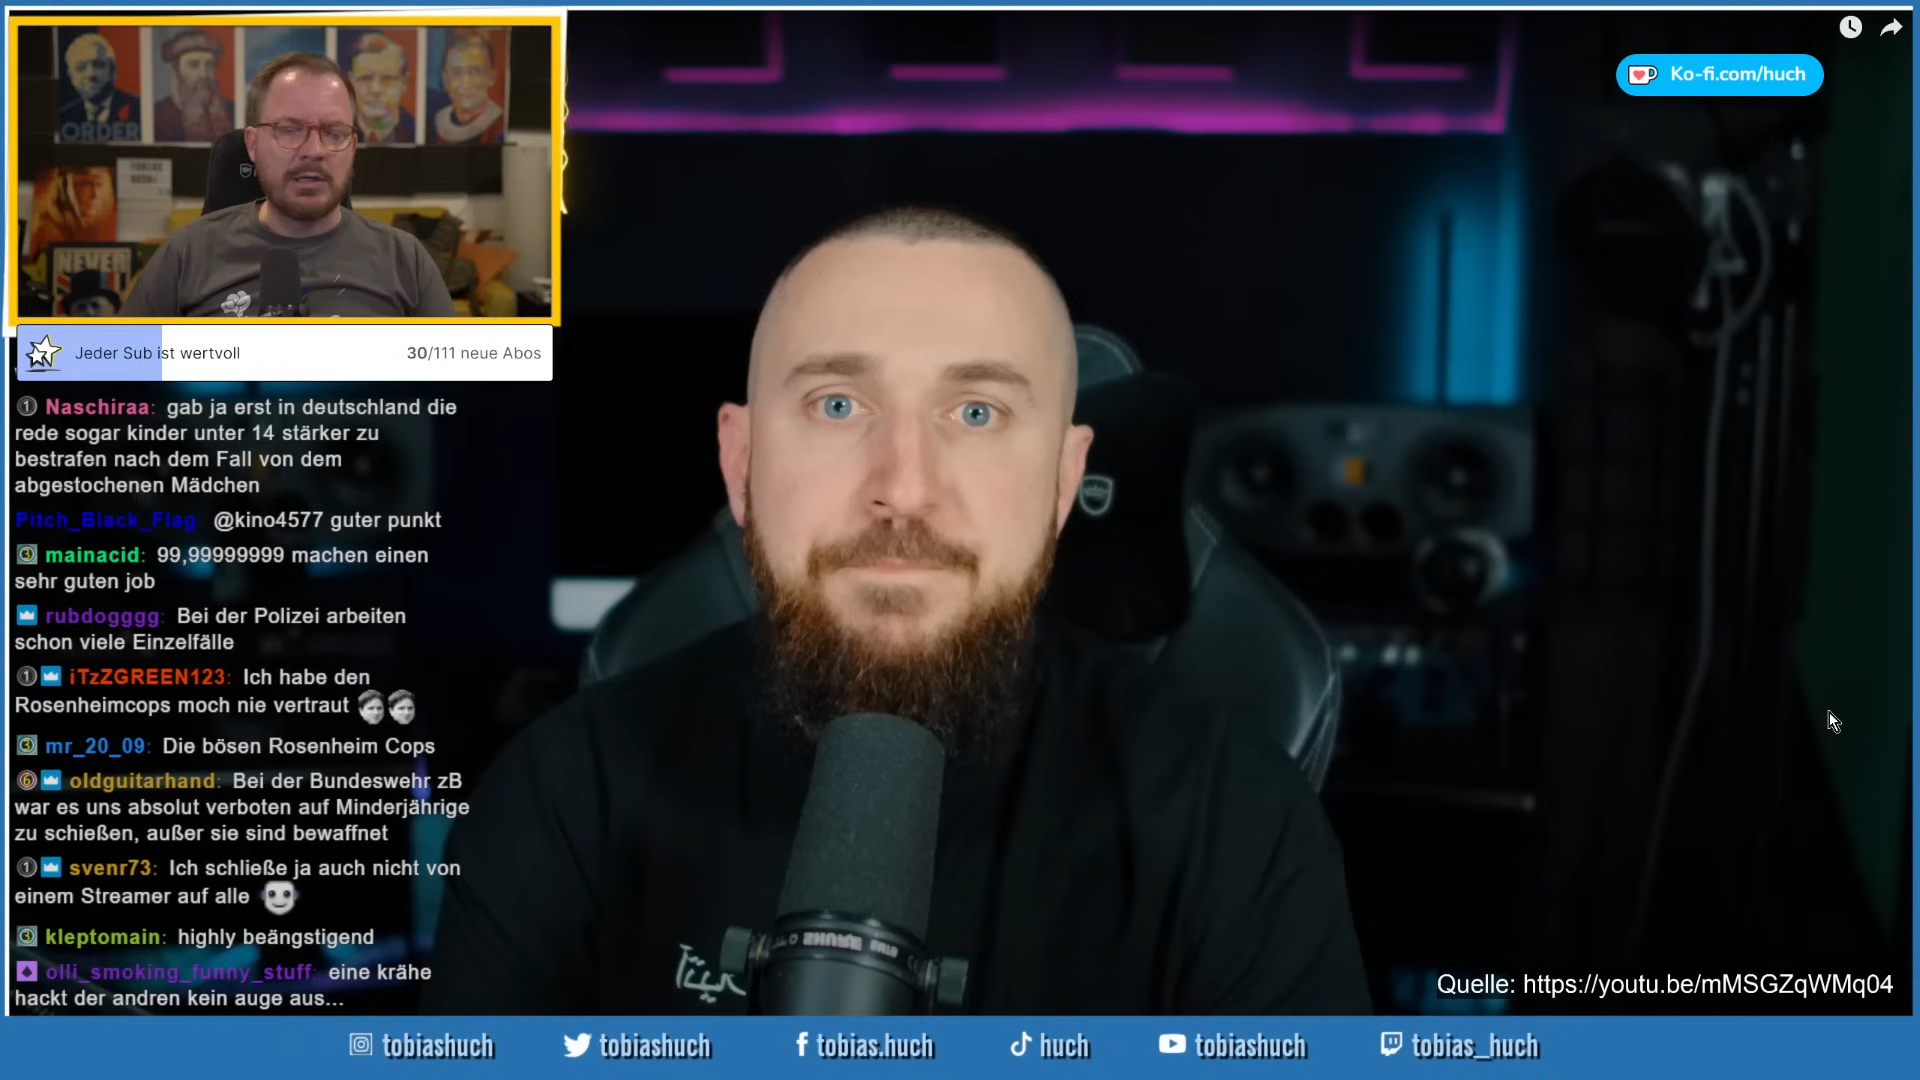 ORDER
NEVER
Ko-fi.com/huch
Jeder Sub ist wertvoll
30/111 neue Abos
Naschiraa: gab ja erst in deutschland die
rede sogar kinder unter 14 stärker zu
bestrafen nach dem Fall von dem
abgestochenen Mädchen
Pitch_Black_Flag @kino4577 guter punkt
mainacid: 99,99999999 machen einen
sehr guten job
rubdogggg: Bei der Polizei arbeiten
schon viele Einzelfälle
iTzZGREEN123: Ich habe den
Rosenheimcops moch nie vertraut
mr_20_09: Die bösen Rosenheim Cops
oldguitarhand: Bei der Bundeswehr zB
war es uns absolut verboten auf Minderjährige
zu schießen, außer sie sind bewaffnet
svenr73: Ich schließe ja auch nicht von
einem Streamer auf alle
kleptomain: highly beängstigend
olli_smoking_funny_stuff: eine krähe
hackt der andren kein auge aus...
SHURE
Quelle: https://youtu.be/mMSGZqWMq04
tobiashuch
tobiashuch
tobias.huch
huch
tobiashuch
tobias_huch